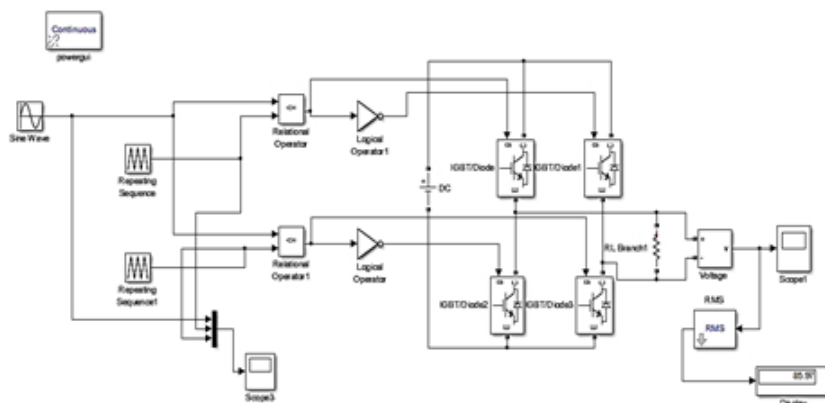 Continuous
powergui
Sine Wave
Repeating
Sequence
Repeating
Sequence1
<=
Relational
Operator
Logical
Operator1
<=
Relational
Operator1
Logical
Operator
DC
IGBT/Diode
IGBT/Diode1
IGBT/Diode2
IGBT/Diode3
RL Branch1
Voltage
Scope1
RMS
RMS
Scope3
Display